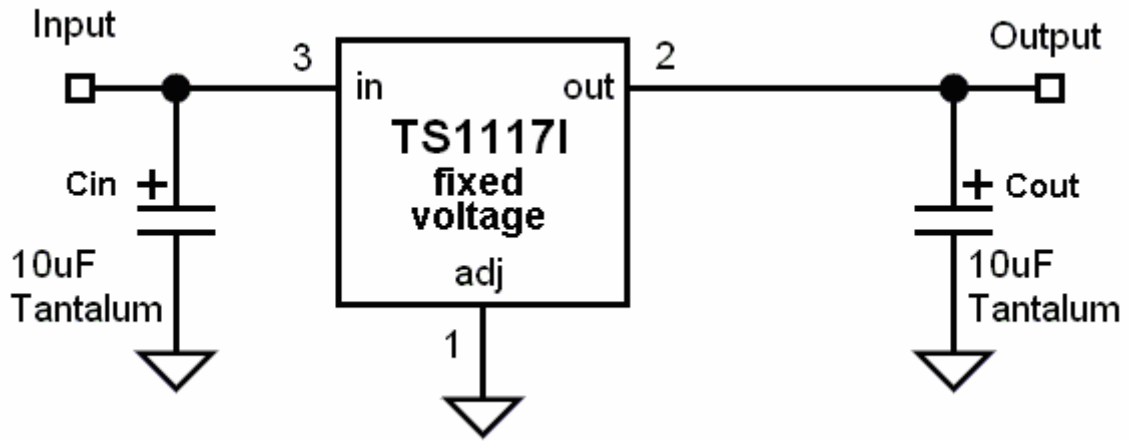 Input
Output
3
2
in
out
TS1117I
fixed
voltage
adj
1
Cin +
10uF
Tantalum
+ Cout
10uF
Tantalum